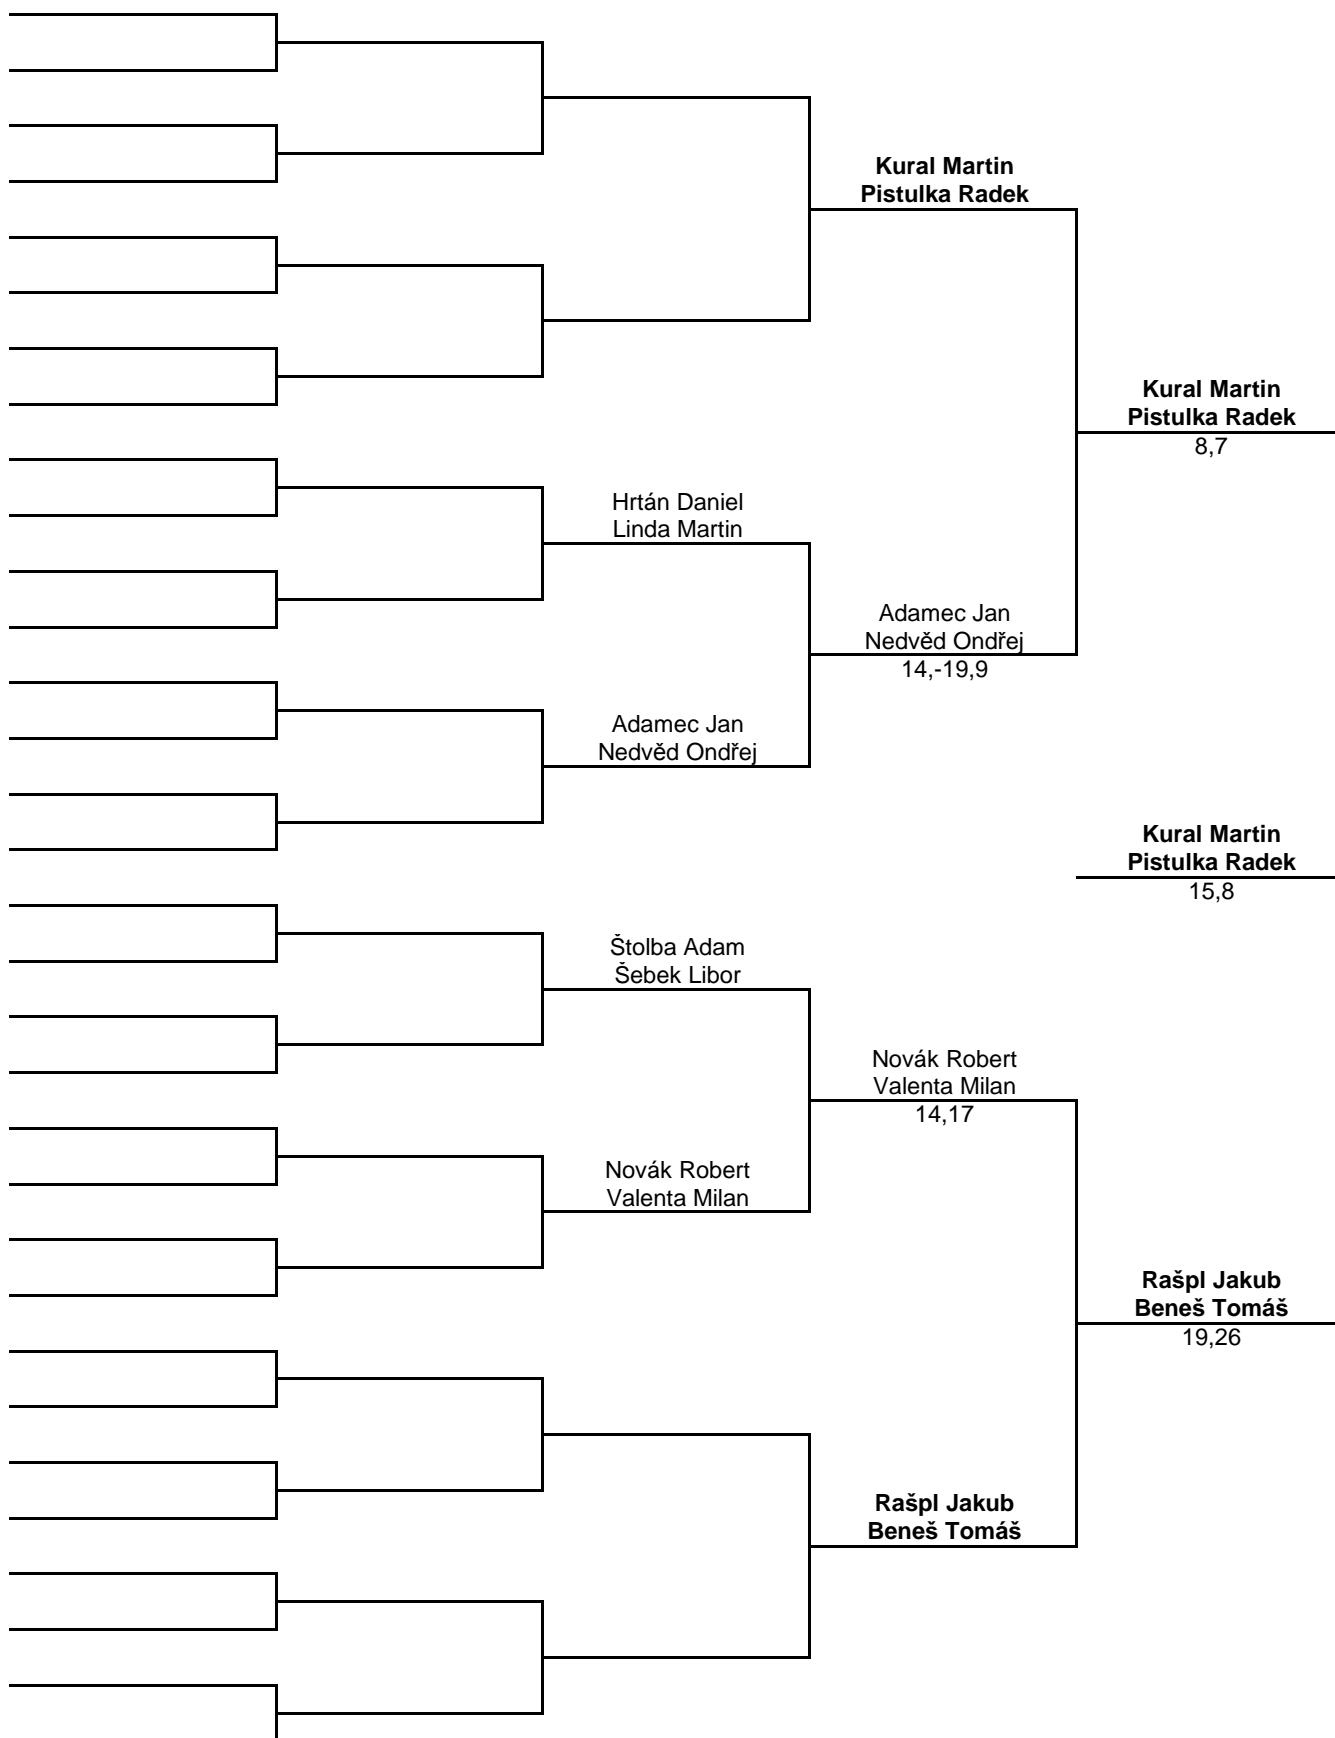 Kural Martin
Pistulka Radek
Kural Martin
Pistulka Radek
8,7
Hrtán Daniel
Linda Martin
Adamec Jan
Nedvěd Ondřej
14,-19,9
Adamec Jan
Nedvěd Ondřej
Kural Martin
Pistulka Radek
15,8
Štolba Adam
Šebek Libor
Novák Robert
Valenta Milan
14,17
Novák Robert
Valenta Milan
Rašpl Jakub
Beneš Tomáš
19,26
Rašpl Jakub
Beneš Tomáš